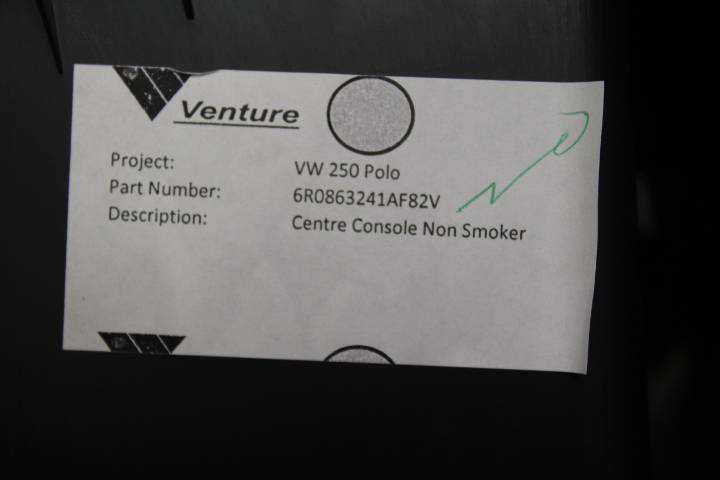 Venture
Project: VW 250 Polo
Part Number: 6R0863241AF82V
Description: Centre Console Non Smoker